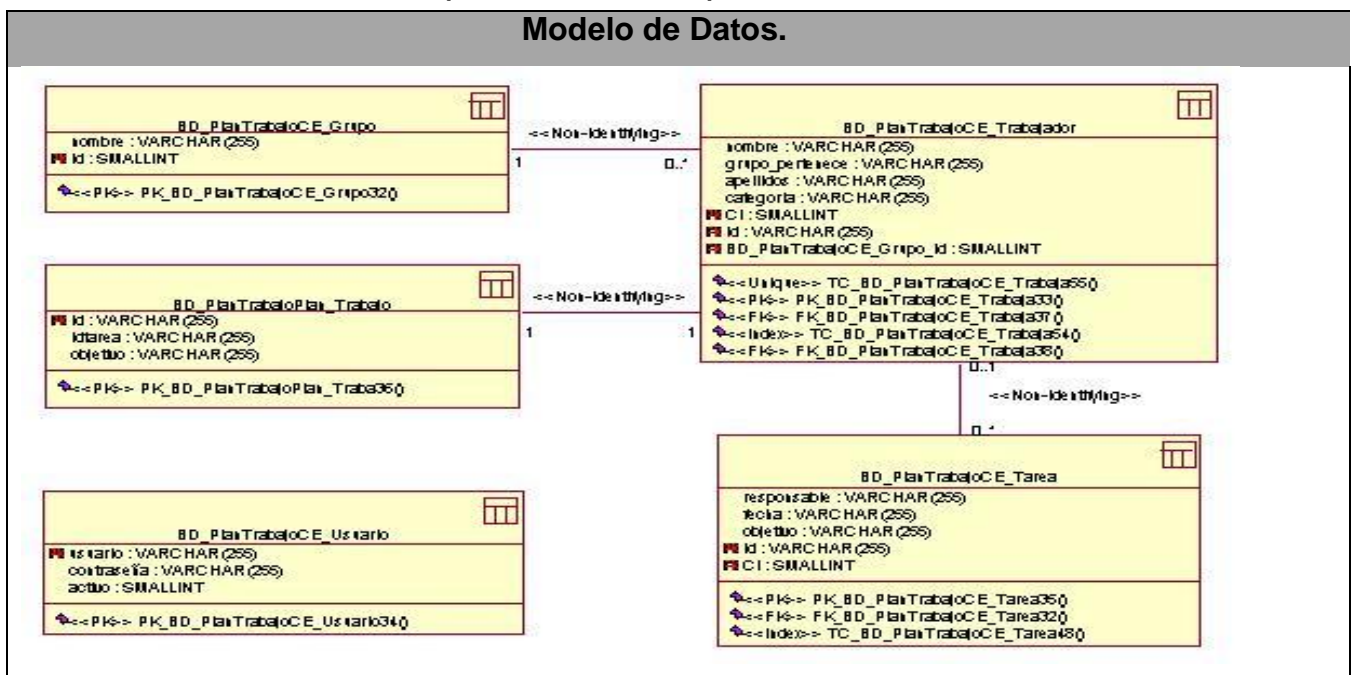 Modelo de Datos.
BD_PlanTrabajoCE_Grupo
nombre : VARCHAR(255)
id : SMALLINT
<<PK>> PK_BD_PlanTrabajoCE_Grupo32()
<<Non-Identifying>>
1
0..*
BD_PlanTrabajoCE_Trabajador
nombre : VARCHAR(255)
grupo_pertenece : VARCHAR(255)
apellidos : VARCHAR(255)
categoria : VARCHAR(255)
CI : SMALLINT
id : VARCHAR(255)
BD_PlanTrabajoCE_Grupo_id : SMALLINT
<<Unique>> TC_BD_PlanTrabajoCE_Trabaja55()
<<PK>> PK_BD_PlanTrabajoCE_Trabaja33()
<<FK>> FK_BD_PlanTrabajoCE_Trabaja37()
<<Index>> TC_BD_PlanTrabajoCE_Trabaja54()
<<FK>> FK_BD_PlanTrabajoCE_Trabaja38()
BD_PlanTrabajoPlan_Trabajo
id : VARCHAR(255)
idtarea : VARCHAR(255)
objetivo : VARCHAR(255)
<<PK>> PK_BD_PlanTrabajoPlan_Traba36()
<<Non-Identifying>>
1
1
0..1
<<Non-Identifying>>
0..*
BD_PlanTrabajoCE_Usuario
usuario : VARCHAR(255)
contraseña : VARCHAR(255)
activo : SMALLINT
<<PK>> PK_BD_PlanTrabajoCE_Usuario34()
BD_PlanTrabajoCE_Tarea
responsable : VARCHAR(255)
fecha : VARCHAR(255)
objetivo : VARCHAR(255)
id : VARCHAR(255)
CI : SMALLINT
<<PK>> PK_BD_PlanTrabajoCE_Tarea35()
<<FK>> FK_BD_PlanTrabajoCE_Tarea32()
<<Index>> TC_BD_PlanTrabajoCE_Tarea48()